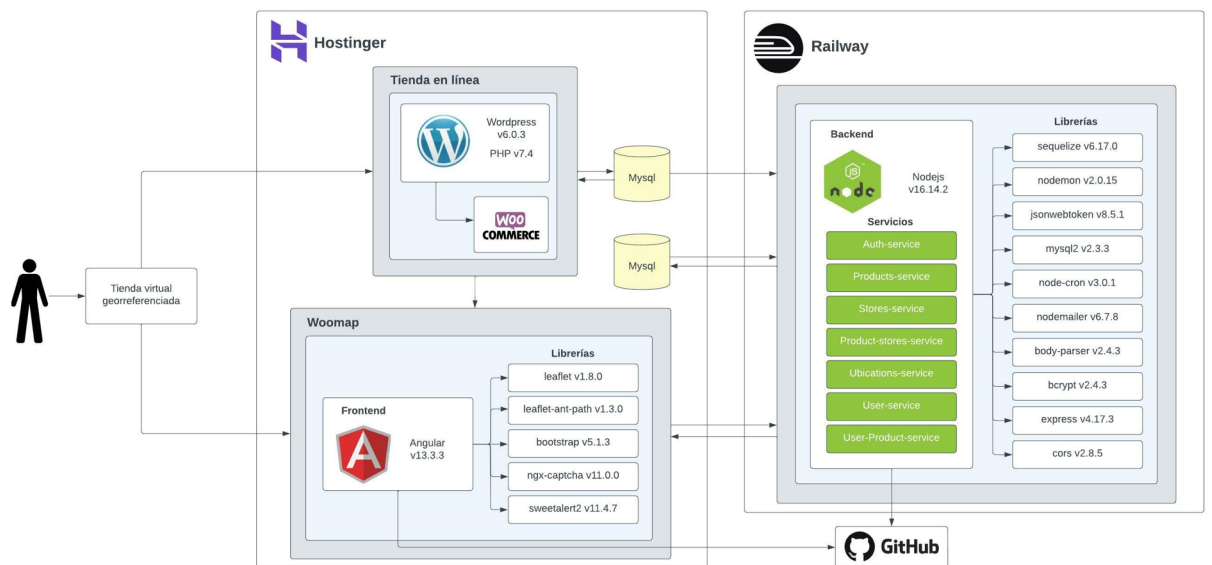 Hostinger
Railway
Tienda en línea
Wordpress
v6.0.3
PHP v7.4
WOO
COMMERCE
Mysql
Mysql
Tienda virtual
georreferenciada
Woomap
Librerías
Frontend
Angular
v13.3.3
leaflet v1.8.0
leaflet-ant-path v1.3.0
bootstrap v5.1.3
ngx-captcha v11.0.0
sweetalert2 v11.4.7
Backend
JS
node
Nodejs
v16.14.2
Servicios
Auth-service
Products-service
Stores-service
Product-stores-service
Ubications-service
User-service
User-Product-service
Librerías
sequelize v6.17.0
nodemon v2.0.15
jsonwebtoken v8.5.1
mysql2 v2.3.3
node-cron v3.0.1
nodemailer v6.7.8
body-parser v2.4.3
bcrypt v2.4.3
express v4.17.3
cors v2.8.5
GitHub